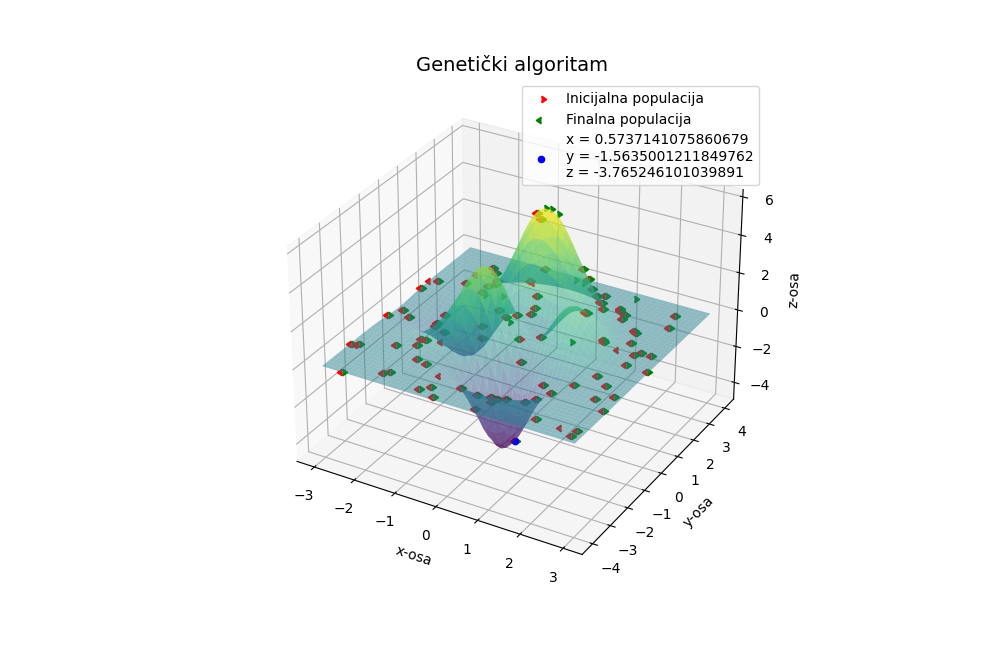 Genetički algoritam
Inicijalna populacija
Finalna populacija
x = 0.5737141075860679
y = -1.5635001211849762
z = -3.765246101039891
6
4
2
0
−2
−4
z-osa
−3
−2
−1
0
1
2
3
x-osa
4
3
2
1
0
−1
−2
−3
−4
y-osa